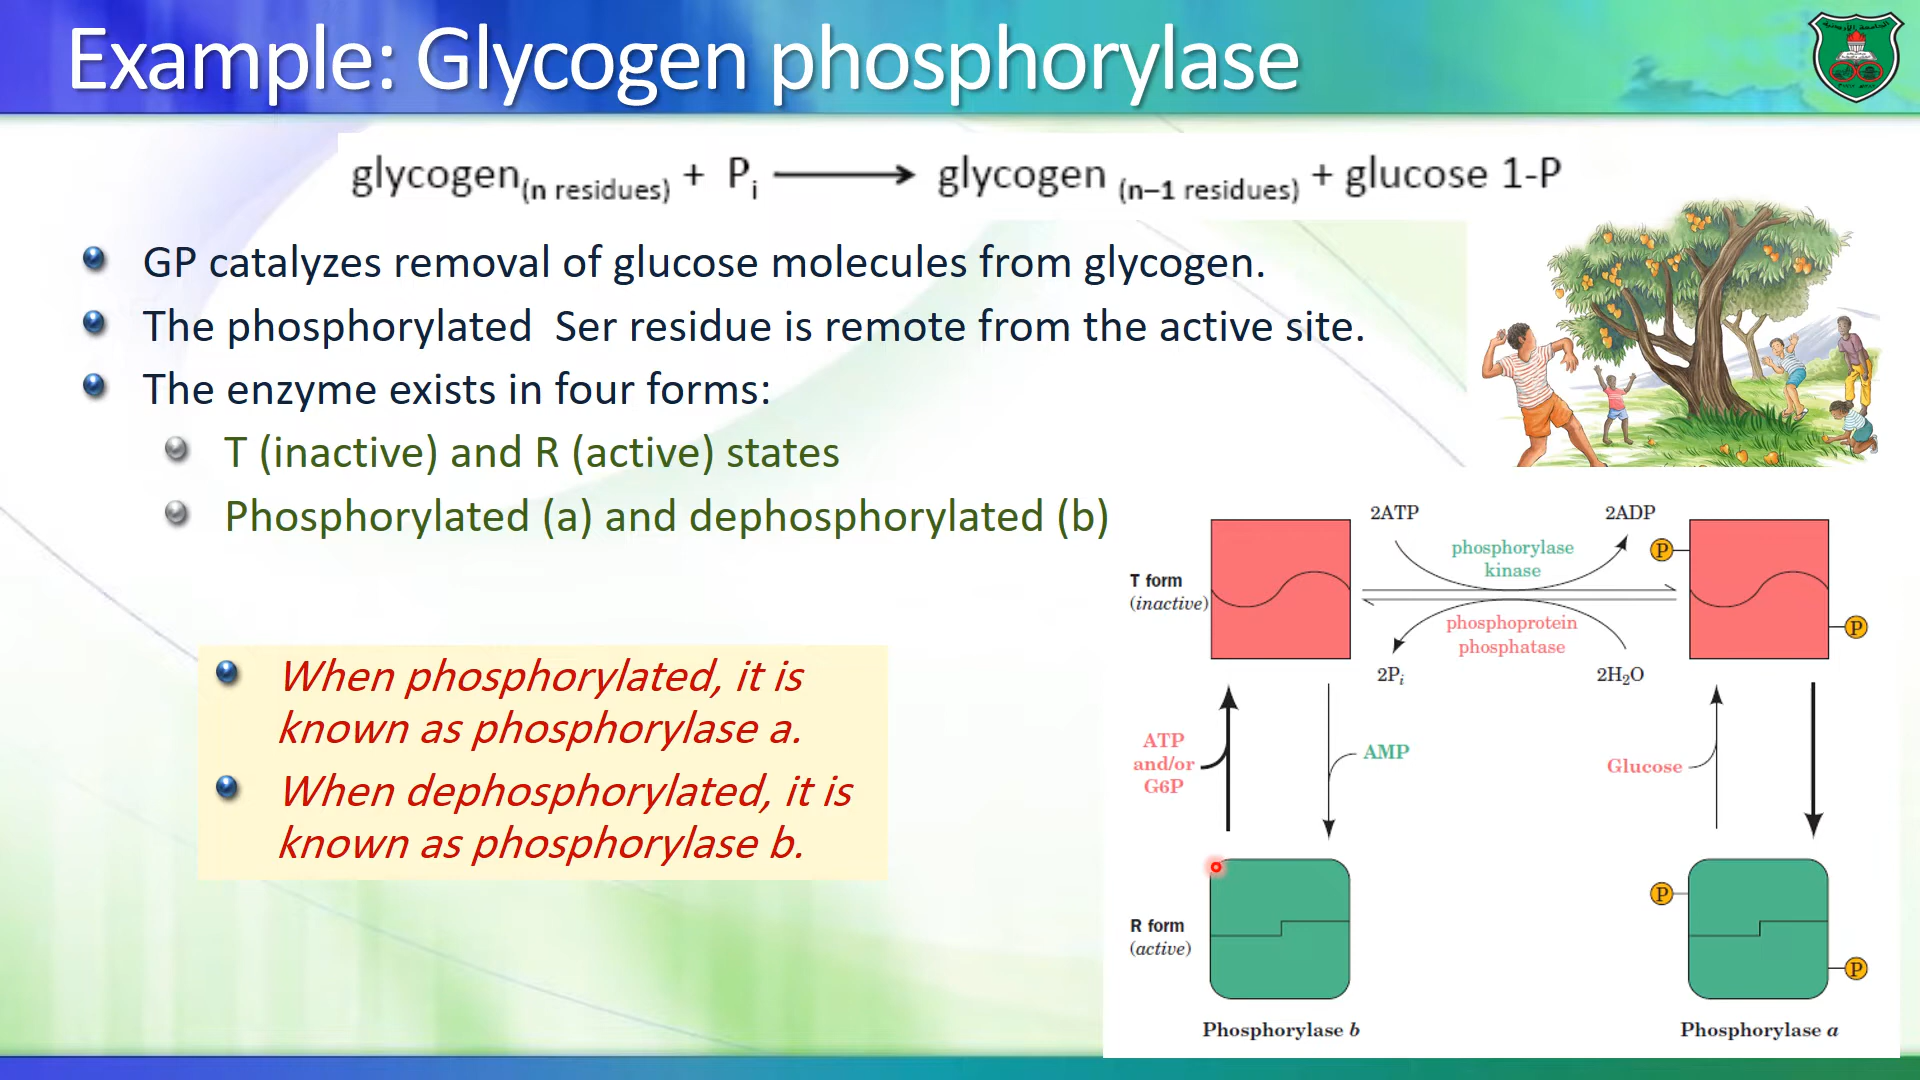 Example: Glycogen phosphorylase
glycogen(n residues) + Pi ⟶ glycogen (n−1 residues) + glucose 1-P
GP catalyzes removal of glucose molecules from glycogen.
The phosphorylated Ser residue is remote from the active site.
The enzyme exists in four forms:
T (inactive) and R (active) states
Phosphorylated (a) and dephosphorylated (b)
When phosphorylated, it is
known as phosphorylase a.
When dephosphorylated, it is
known as phosphorylase b.
2ATP
2ADP
phosphorylase
kinase
P
T form
(inactive)
phosphoprotein
phosphatase
P
2Pi
2H₂O
ATP
and/or
G6P
AMP
Glucose
P
R form
(active)
P
Phosphorylase b
Phosphorylase a